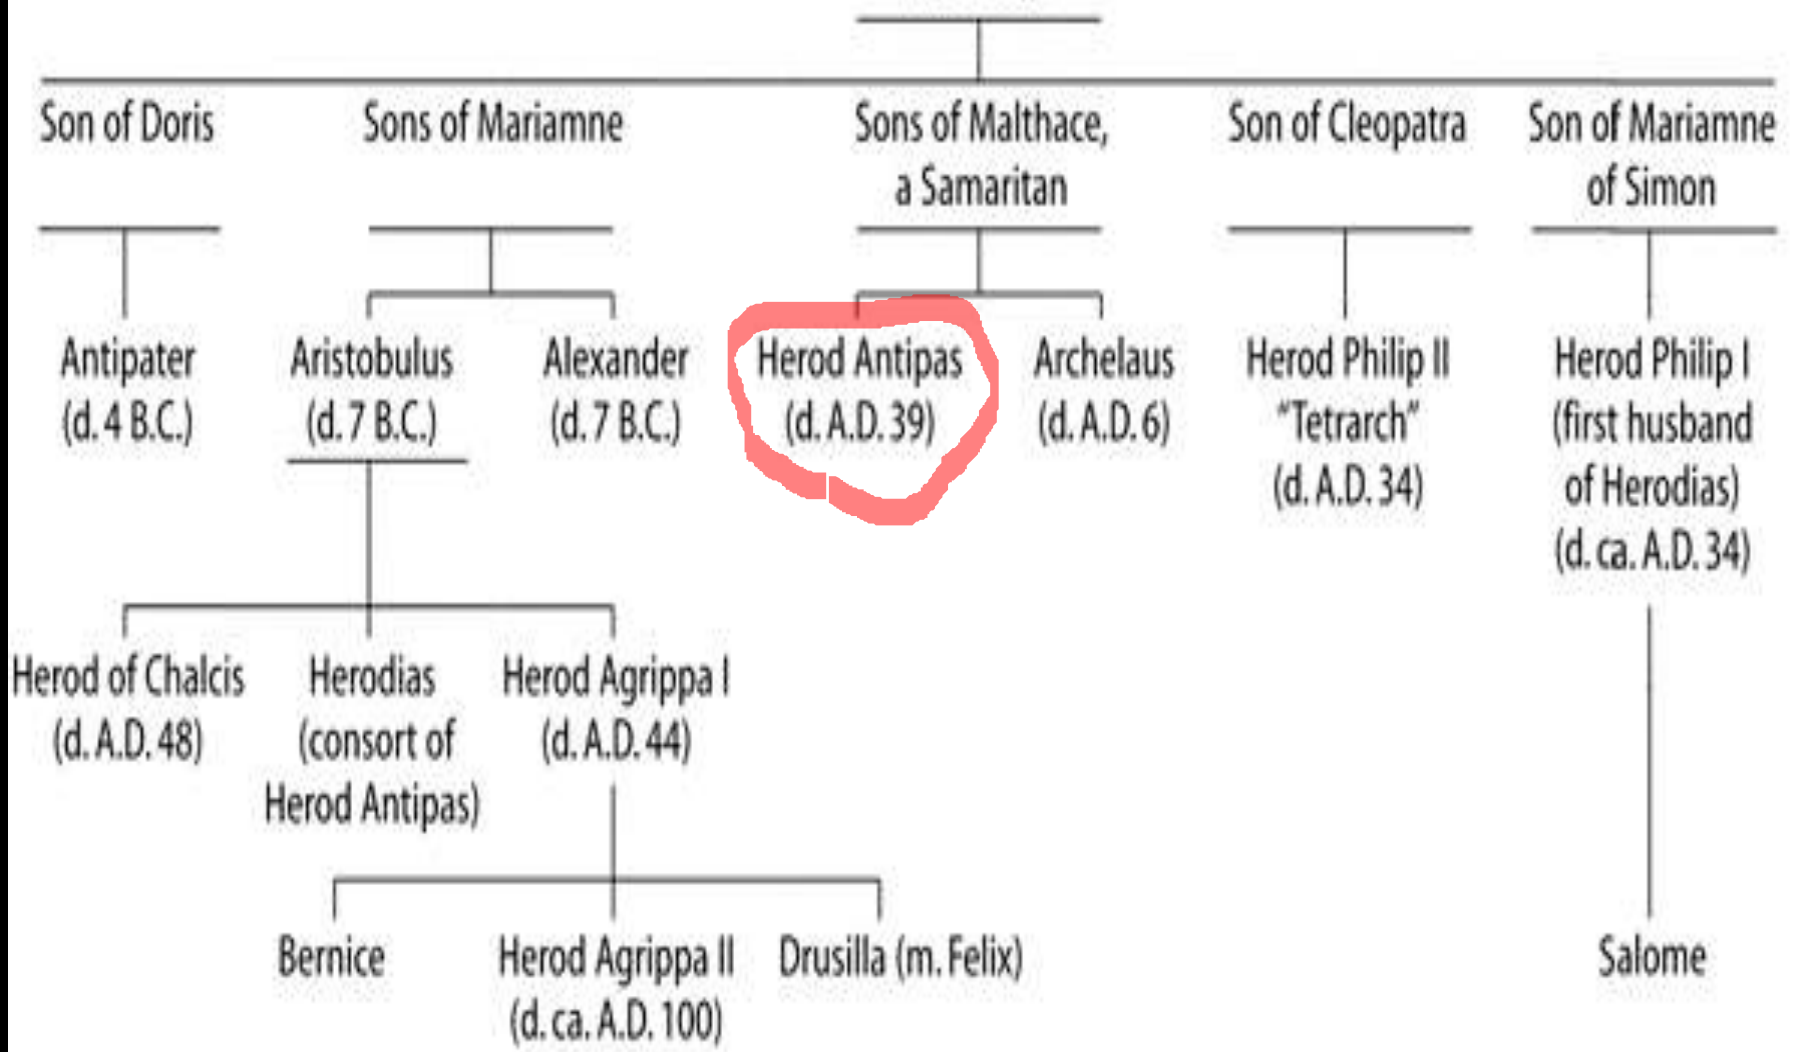 Son of Doris
Sons of Mariamne
Sons of Malthace,
a Samaritan
Son of Cleopatra
Son of Mariamne
of Simon
Antipater
(d. 4 B.C.)
Aristobulus
(d. 7 B.C.)
Alexander
(d. 7 B.C.)
Herod Antipas
(d. A.D. 39)
Archelaus
(d. A.D. 6)
Herod Philip II
“Tetrarch”
(d. A.D. 34)
Herod Philip I
(first husband
of Herodias)
(d. ca. A.D. 34)
Herod of Chalcis
(d. A.D. 48)
Herodias
(consort of
Herod Antipas)
Herod Agrippa I
(d. A.D. 44)
Bernice
Herod Agrippa II
(d. ca. A.D. 100)
Drusilla (m. Felix)
Salome